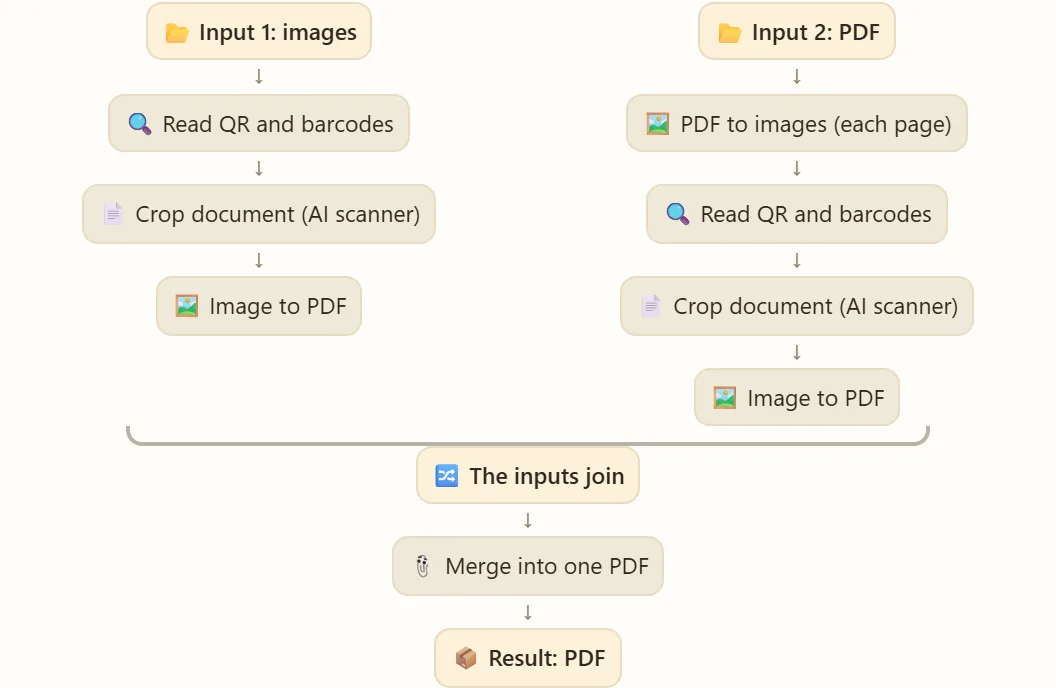 Input 1: images
Read QR and barcodes
Crop document (AI scanner)
Image to PDF
Input 2: PDF
PDF to images (each page)
Read QR and barcodes
Crop document (AI scanner)
Image to PDF
The inputs join
Merge into one PDF
Result: PDF